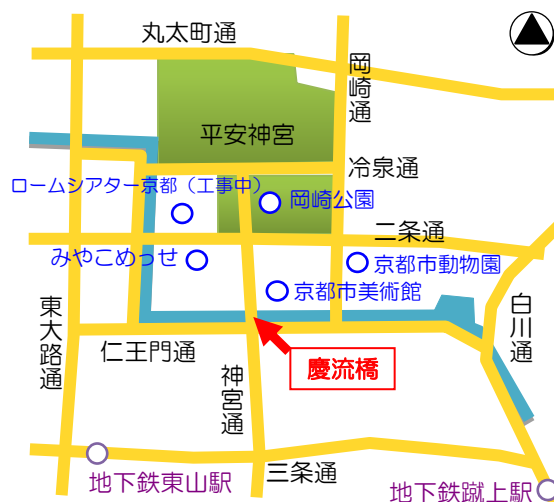 丸太町通
岡崎通
平安神宮
冷泉通
ロームシアター京都（工事中）
岡崎公園
二条通
みやこめっせ
京都市動物園
京都市美術館
東大路通
白川通
仁王門通
神宮通
慶流橋
三条通
地下鉄東山駅
地下鉄蹴上駅